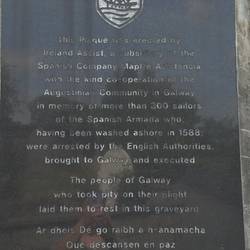 This Plaque was erected by
Ireland Assist, a subsidiary of the
Spanish Company Mapfre Asistencia
with the kind co-operation of the
Augustinian Community in Galway
in memory of more than 300 sailors
of the Spanish Armada who,
having been washed ashore in 1588;
were arrested by the English Authorities,
brought to Galway and executed
The people of Galway
who took pity on their plight
laid them to rest in this graveyard
Ar dheis De go raibh a n-anamacha
Que descansen en paz